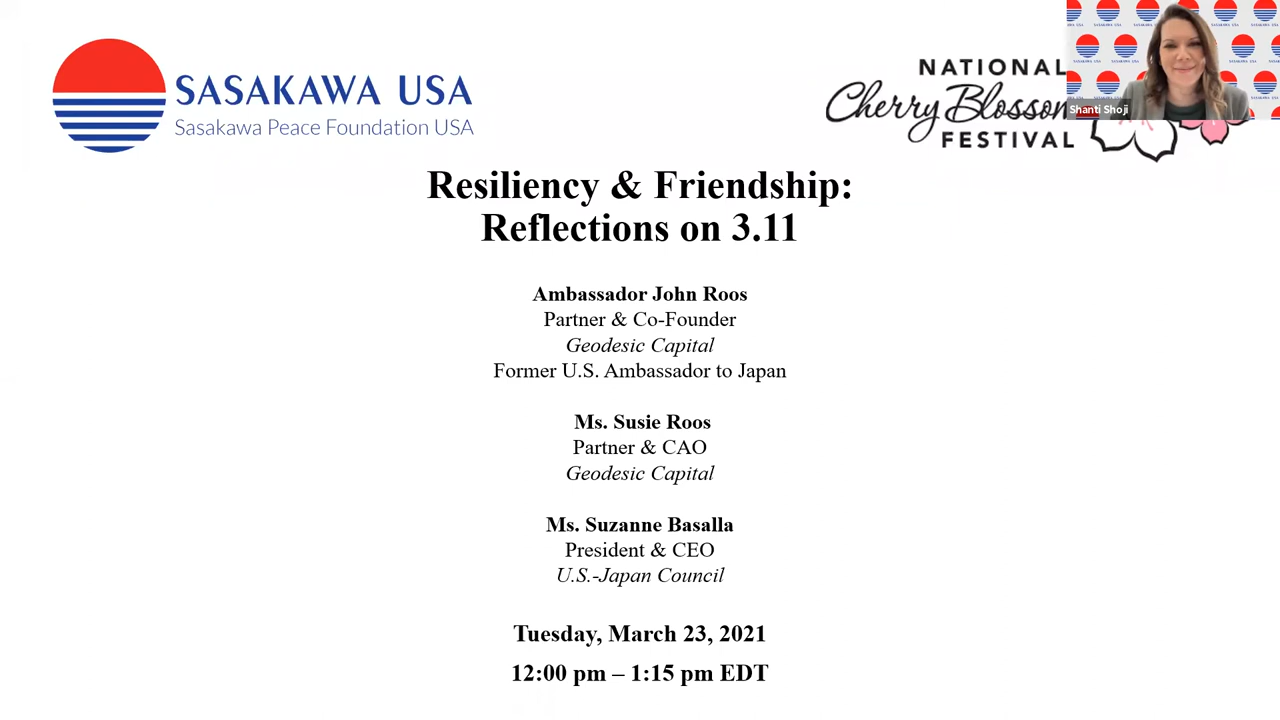 SASAKAWA USA
Sasakawa Peace Foundation USA
NATIONAL
Cherry Blossom
FESTIVAL
Shanti Shoji
Resiliency & Friendship:
Reflections on 3.11
Ambassador John Roos
Partner & Co-Founder
Geodesic Capital
Former U.S. Ambassador to Japan
Ms. Susie Roos
Partner & CAO
Geodesic Capital
Ms. Suzanne Basalla
President & CEO
U.S.-Japan Council
Tuesday, March 23, 2021
12:00 pm – 1:15 pm EDT